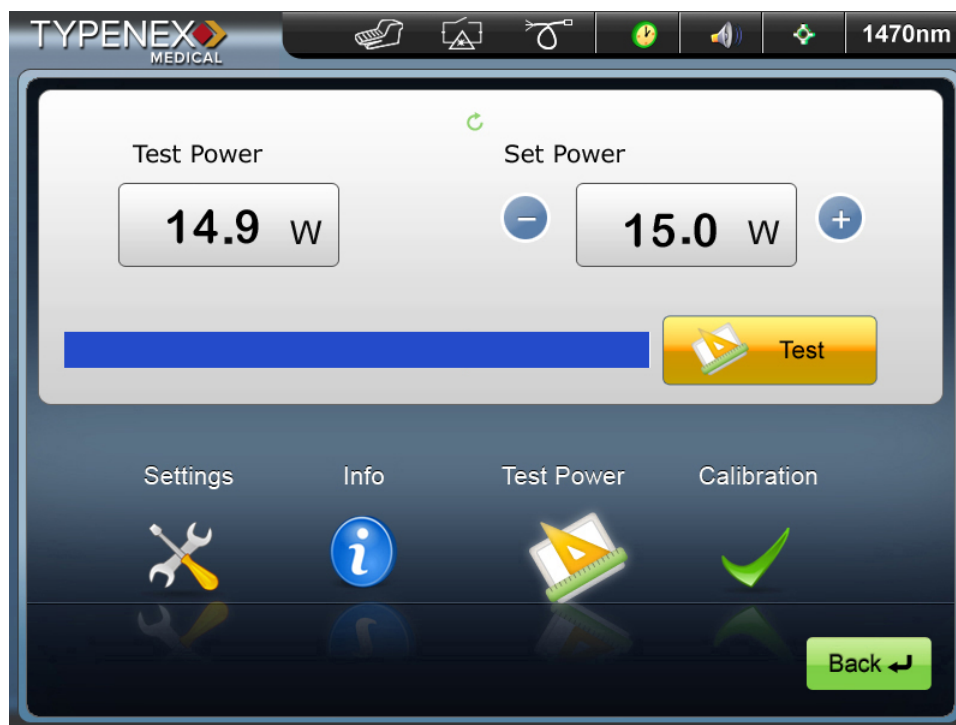 TYPENEX
MEDICAL
1470nm
Test Power
Set Power
14.9 W
15.0 W
Test
Settings
Info
Test Power
Calibration
Back